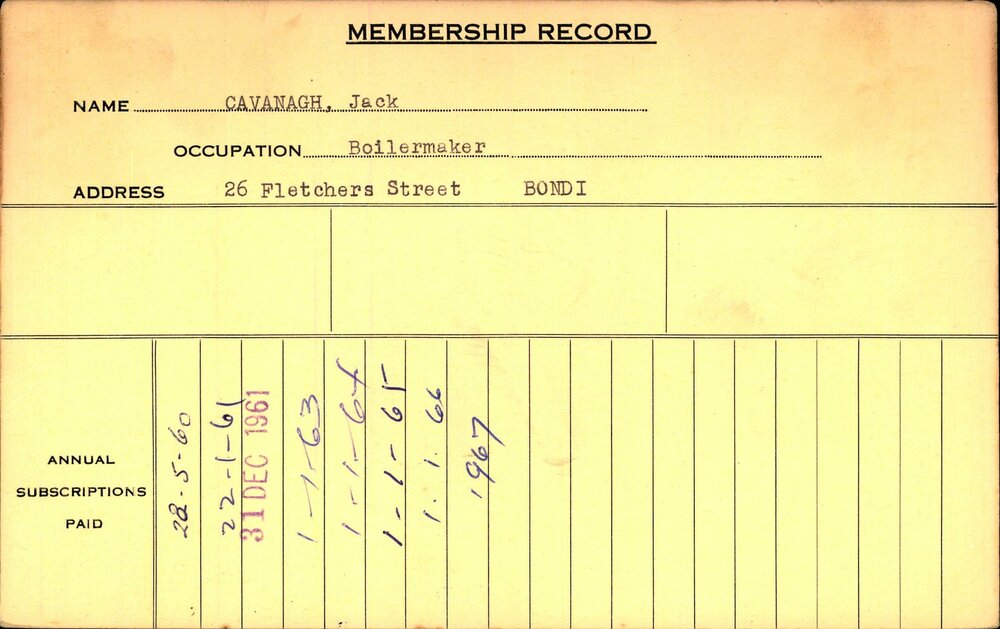 MEMBERSHIP RECORD
NAME CAVANAGH, Jack
OCCUPATION Boilermaker
ADDRESS 26 Fletchers Street BONDI
ANNUAL
SUBSCRIPTIONS
PAID
28-5-60
22-1-61
31 DEC 1961
1-1-63
1-1-64
1-1-65
1.1.66
1967